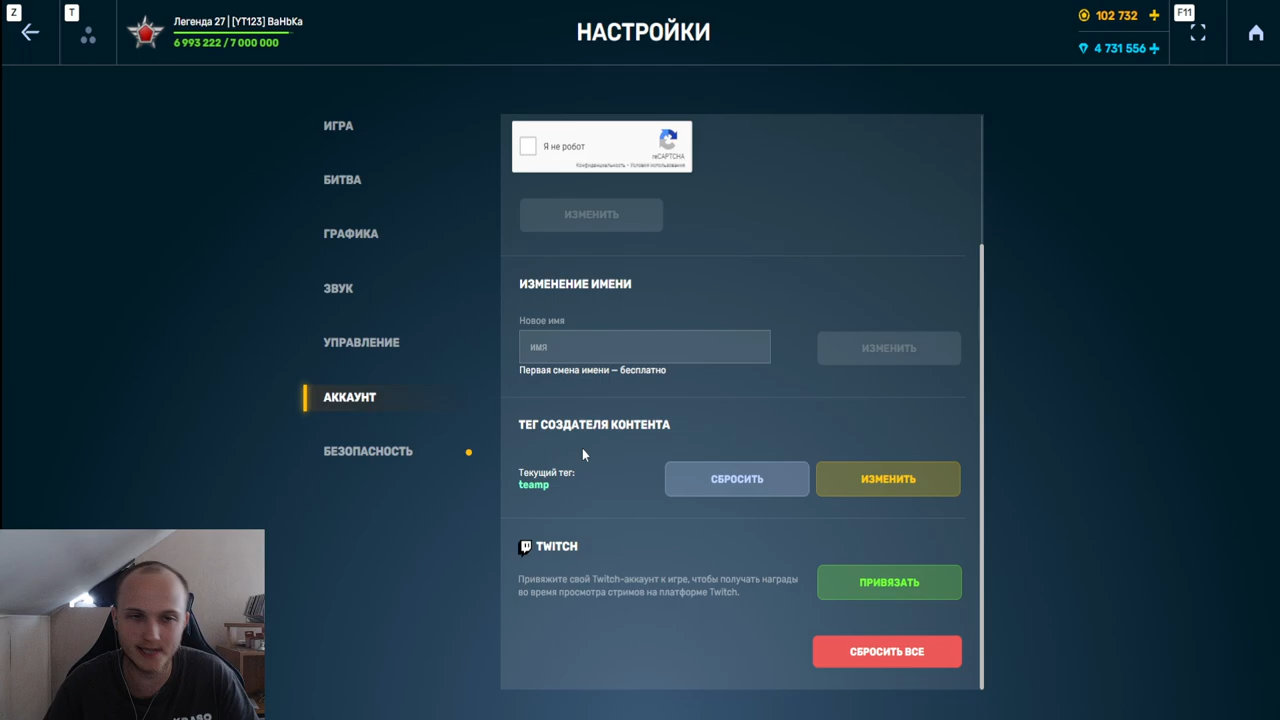 Z
T
Легенда 27 | [YT123] BaHbKa
6 993 222 / 7 000 000
НАСТРОЙКИ
102 732
4 731 556
F11
ИГРА
БИТВА
ГРАФИКА
ЗВУК
УПРАВЛЕНИЕ
АККАУНТ
БЕЗОПАСНОСТЬ
Я не робот
reCAPTCHA
Конфиденциальность - Условия использования
ИЗМЕНИТЬ
ИЗМЕНЕНИЕ ИМЕНИ
Новое имя
имя
ИЗМЕНИТЬ
Первая смена имени — бесплатно
ТЕГ СОЗДАТЕЛЯ КОНТЕНТА
Текущий тег:
teamp
СБРОСИТЬ
ИЗМЕНИТЬ
TWITCH
Привяжите свой Twitch-аккаунт к игре, чтобы получать награды
во время просмотра стримов на платформе Twitch.
ПРИВЯЗАТЬ
СБРОСИТЬ ВСЕ